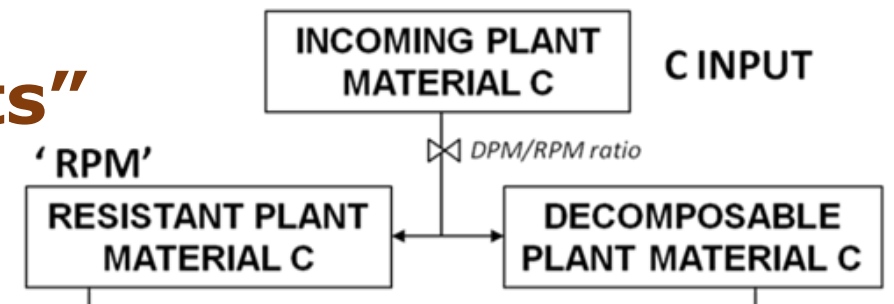 INCOMING PLANT
MATERIAL C
C INPUT
ts”
DPM/RPM ratio
‘ RPM’
RESISTANT PLANT
MATERIAL C
DECOMPOSABLE
PLANT MATERIAL C